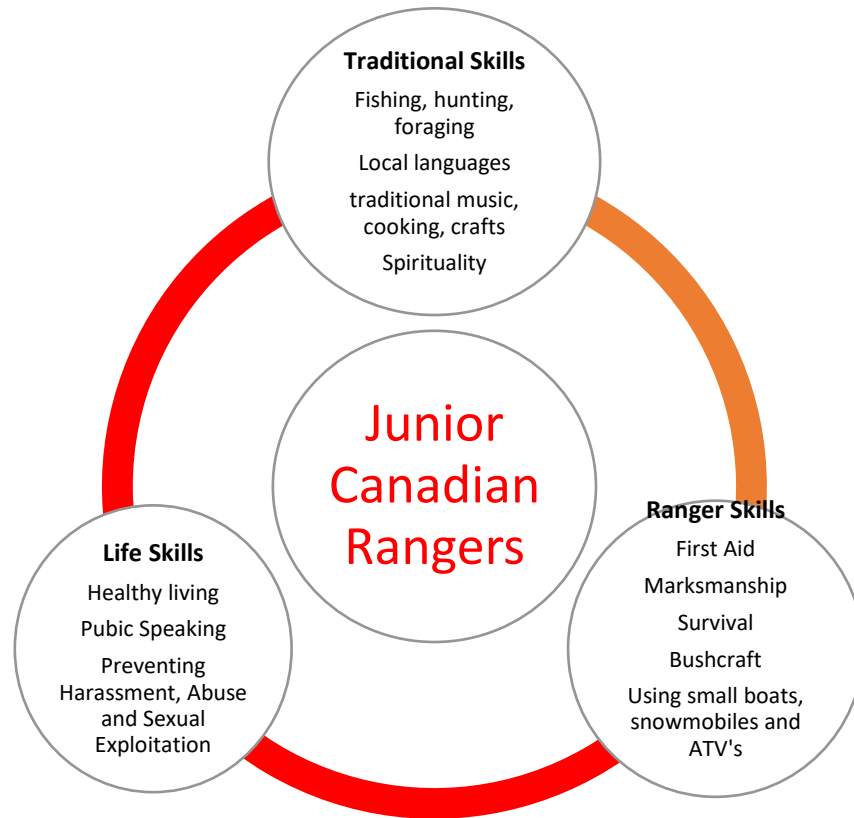 Traditional Skills
Fishing, hunting,
foraging
Local languages
traditional music,
cooking, crafts
Spirituality
Junior
Canadian
Rangers
Ranger Skills
First Aid
Marksmanship
Survival
Bushcraft
Using small boats,
snowmobiles and
ATV's
Life Skills
Healthy living
Pubic Speaking
Preventing
Harassment, Abuse
and Sexual
Exploitation